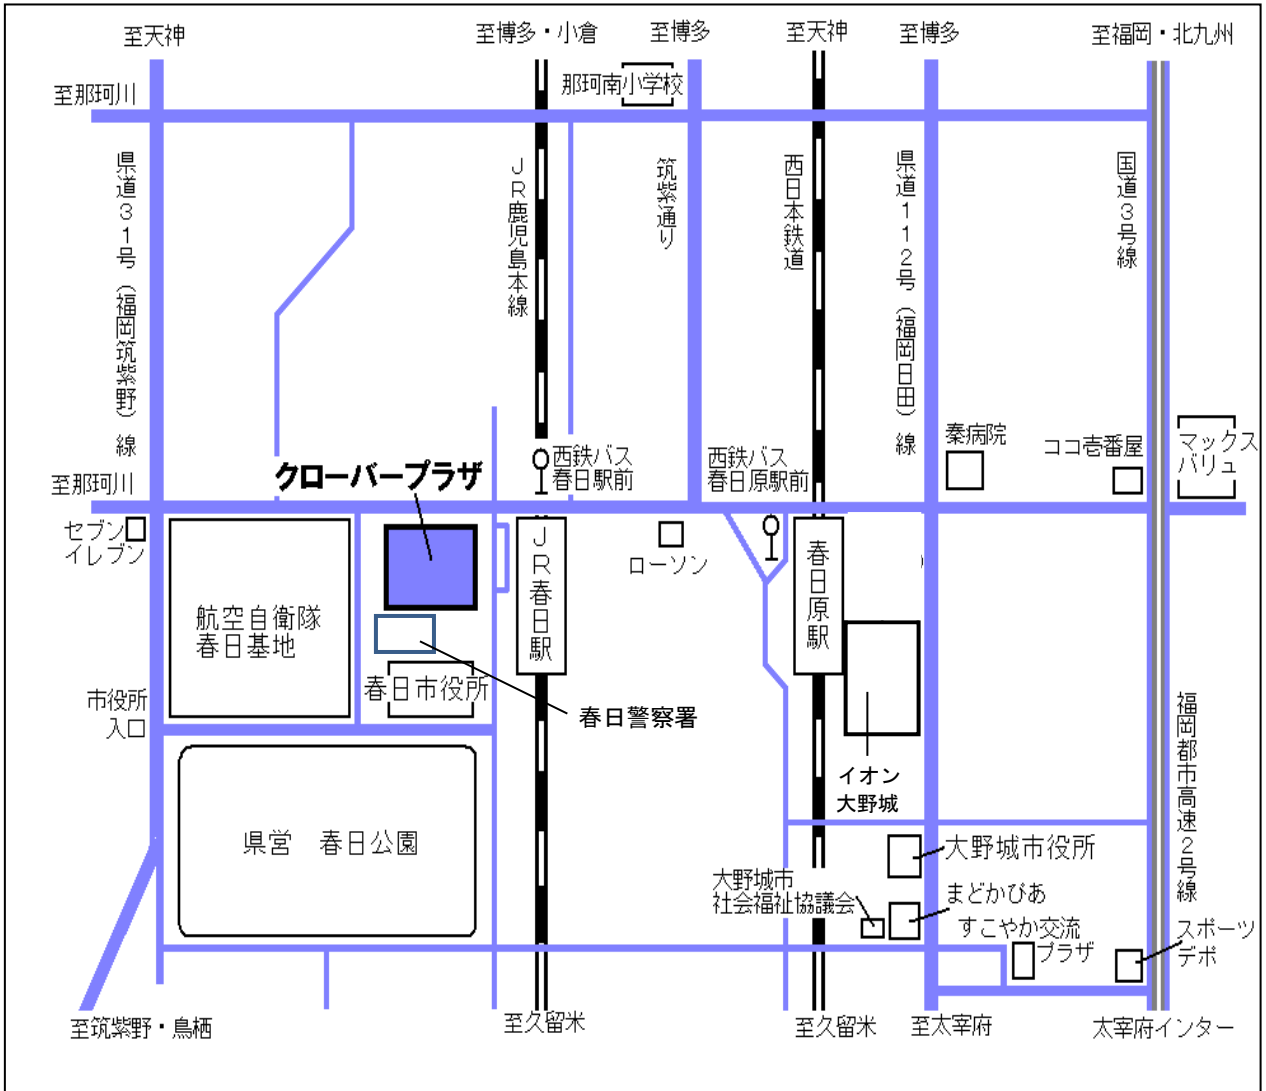 至天神
至博多・小倉
至博多
至天神
至博多
至福岡・北九州
那珂南小学校
至那珂川
県道31号(福岡筑紫野)線
JR鹿児島本線
筑紫通り
西日本鉄道
県道112号(福岡日田)線
国道3号線
クローバープラザ
西鉄バス
春日駅前
西鉄バス
春日原駅前
秦病院
ココ壱番屋
マックス
バリュ
至那珂川
セブン
イレブン
JR春日駅
ローソン
春日原駅
航空自衛隊
春日基地
春日市役所
春日警察署
市役所
入口
イオン
大野城
福岡都市高速2号線
県営 春日公園
大野城市役所
大野城市
社会福祉協議会
まどかぴあ
すこやか交流
プラザ
スポーツ
デポ
至筑紫野・鳥栖
至久留米
至久留米
至太宰府
太宰府インター